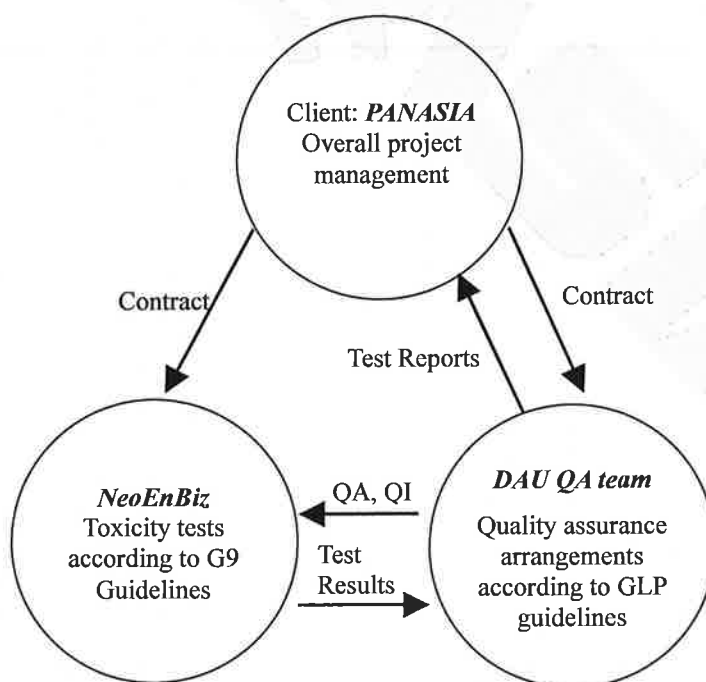 Client: PANASIA
Overall project
management
Contract
Contract
Test Reports
NeoEnBiz
Toxicity tests
according to G9
Guidelines
QA, QI
Test
Results
DAU QA team
Quality assurance
arrangements
according to GLP
guidelines